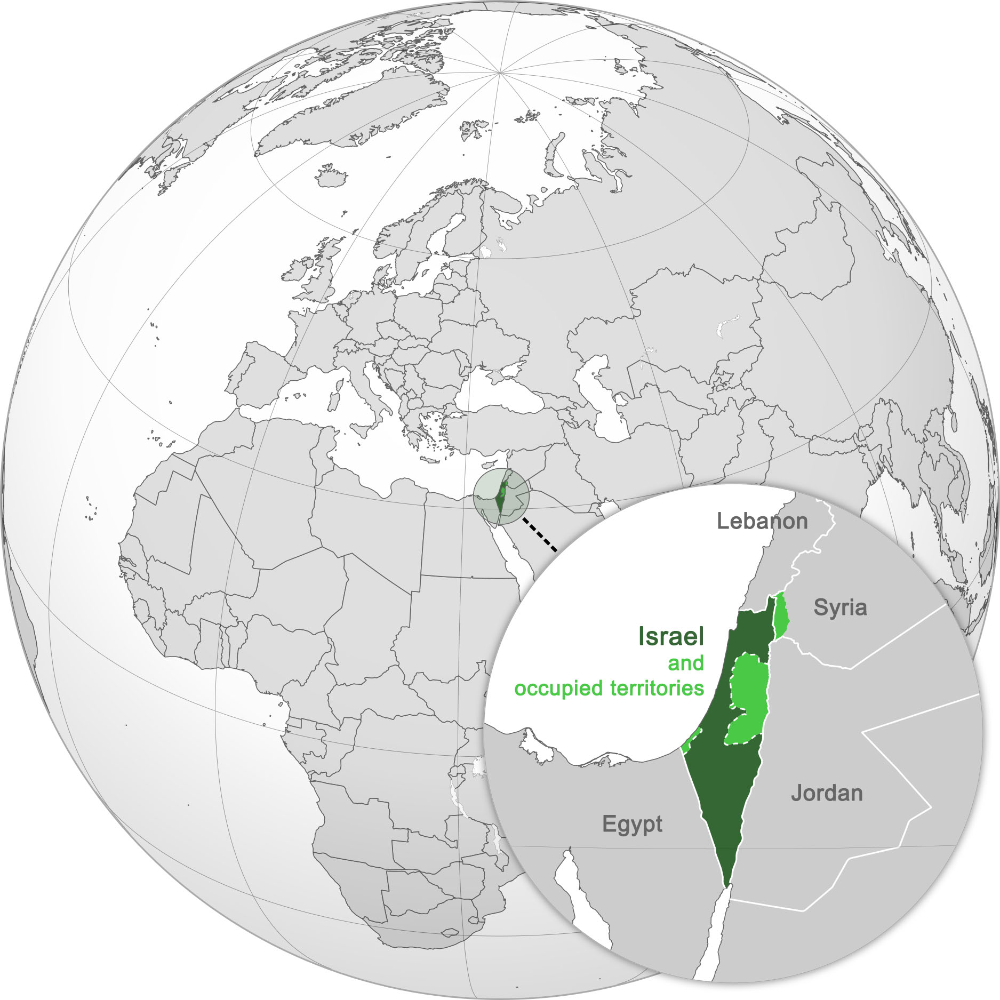 Lebanon
Syria
Israel
and
occupied territories
Jordan
Egypt